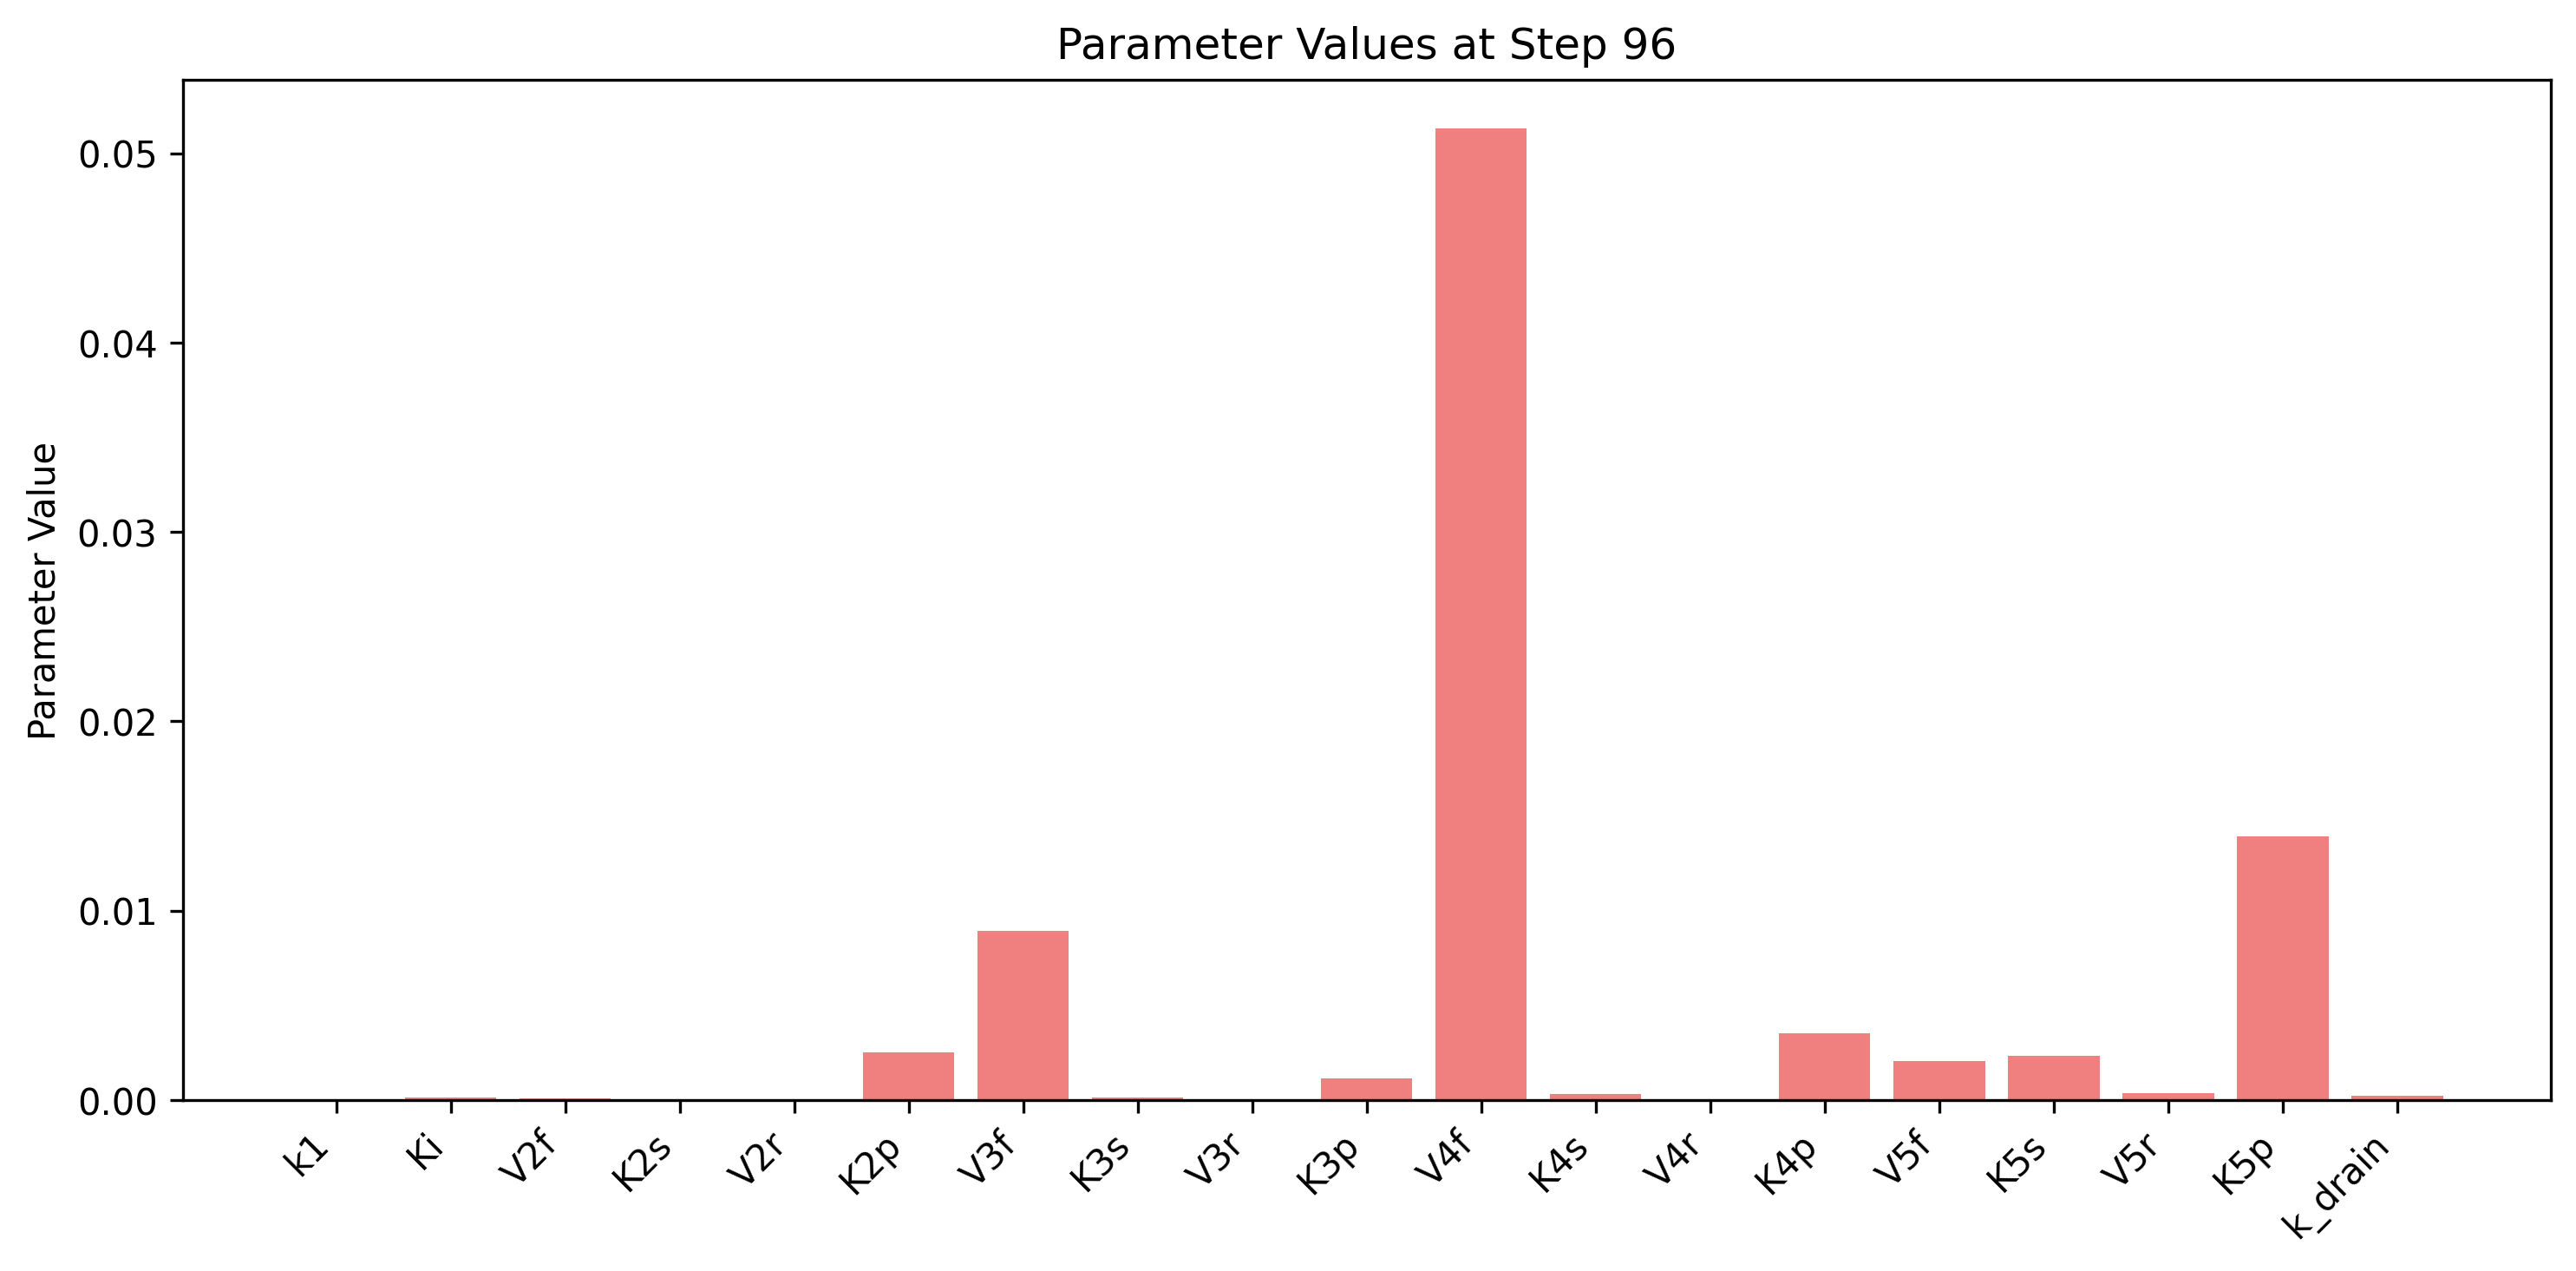 Parameter Values at Step 96
Parameter Value
0.05
0.04
0.03
0.02
0.01
0.00
k1
Ki
V2f
K2s
V2r
K2p
V3f
K3s
V3r
K3p
V4f
K4s
V4r
K4p
V5f
K5s
V5r
K5p
k_drain